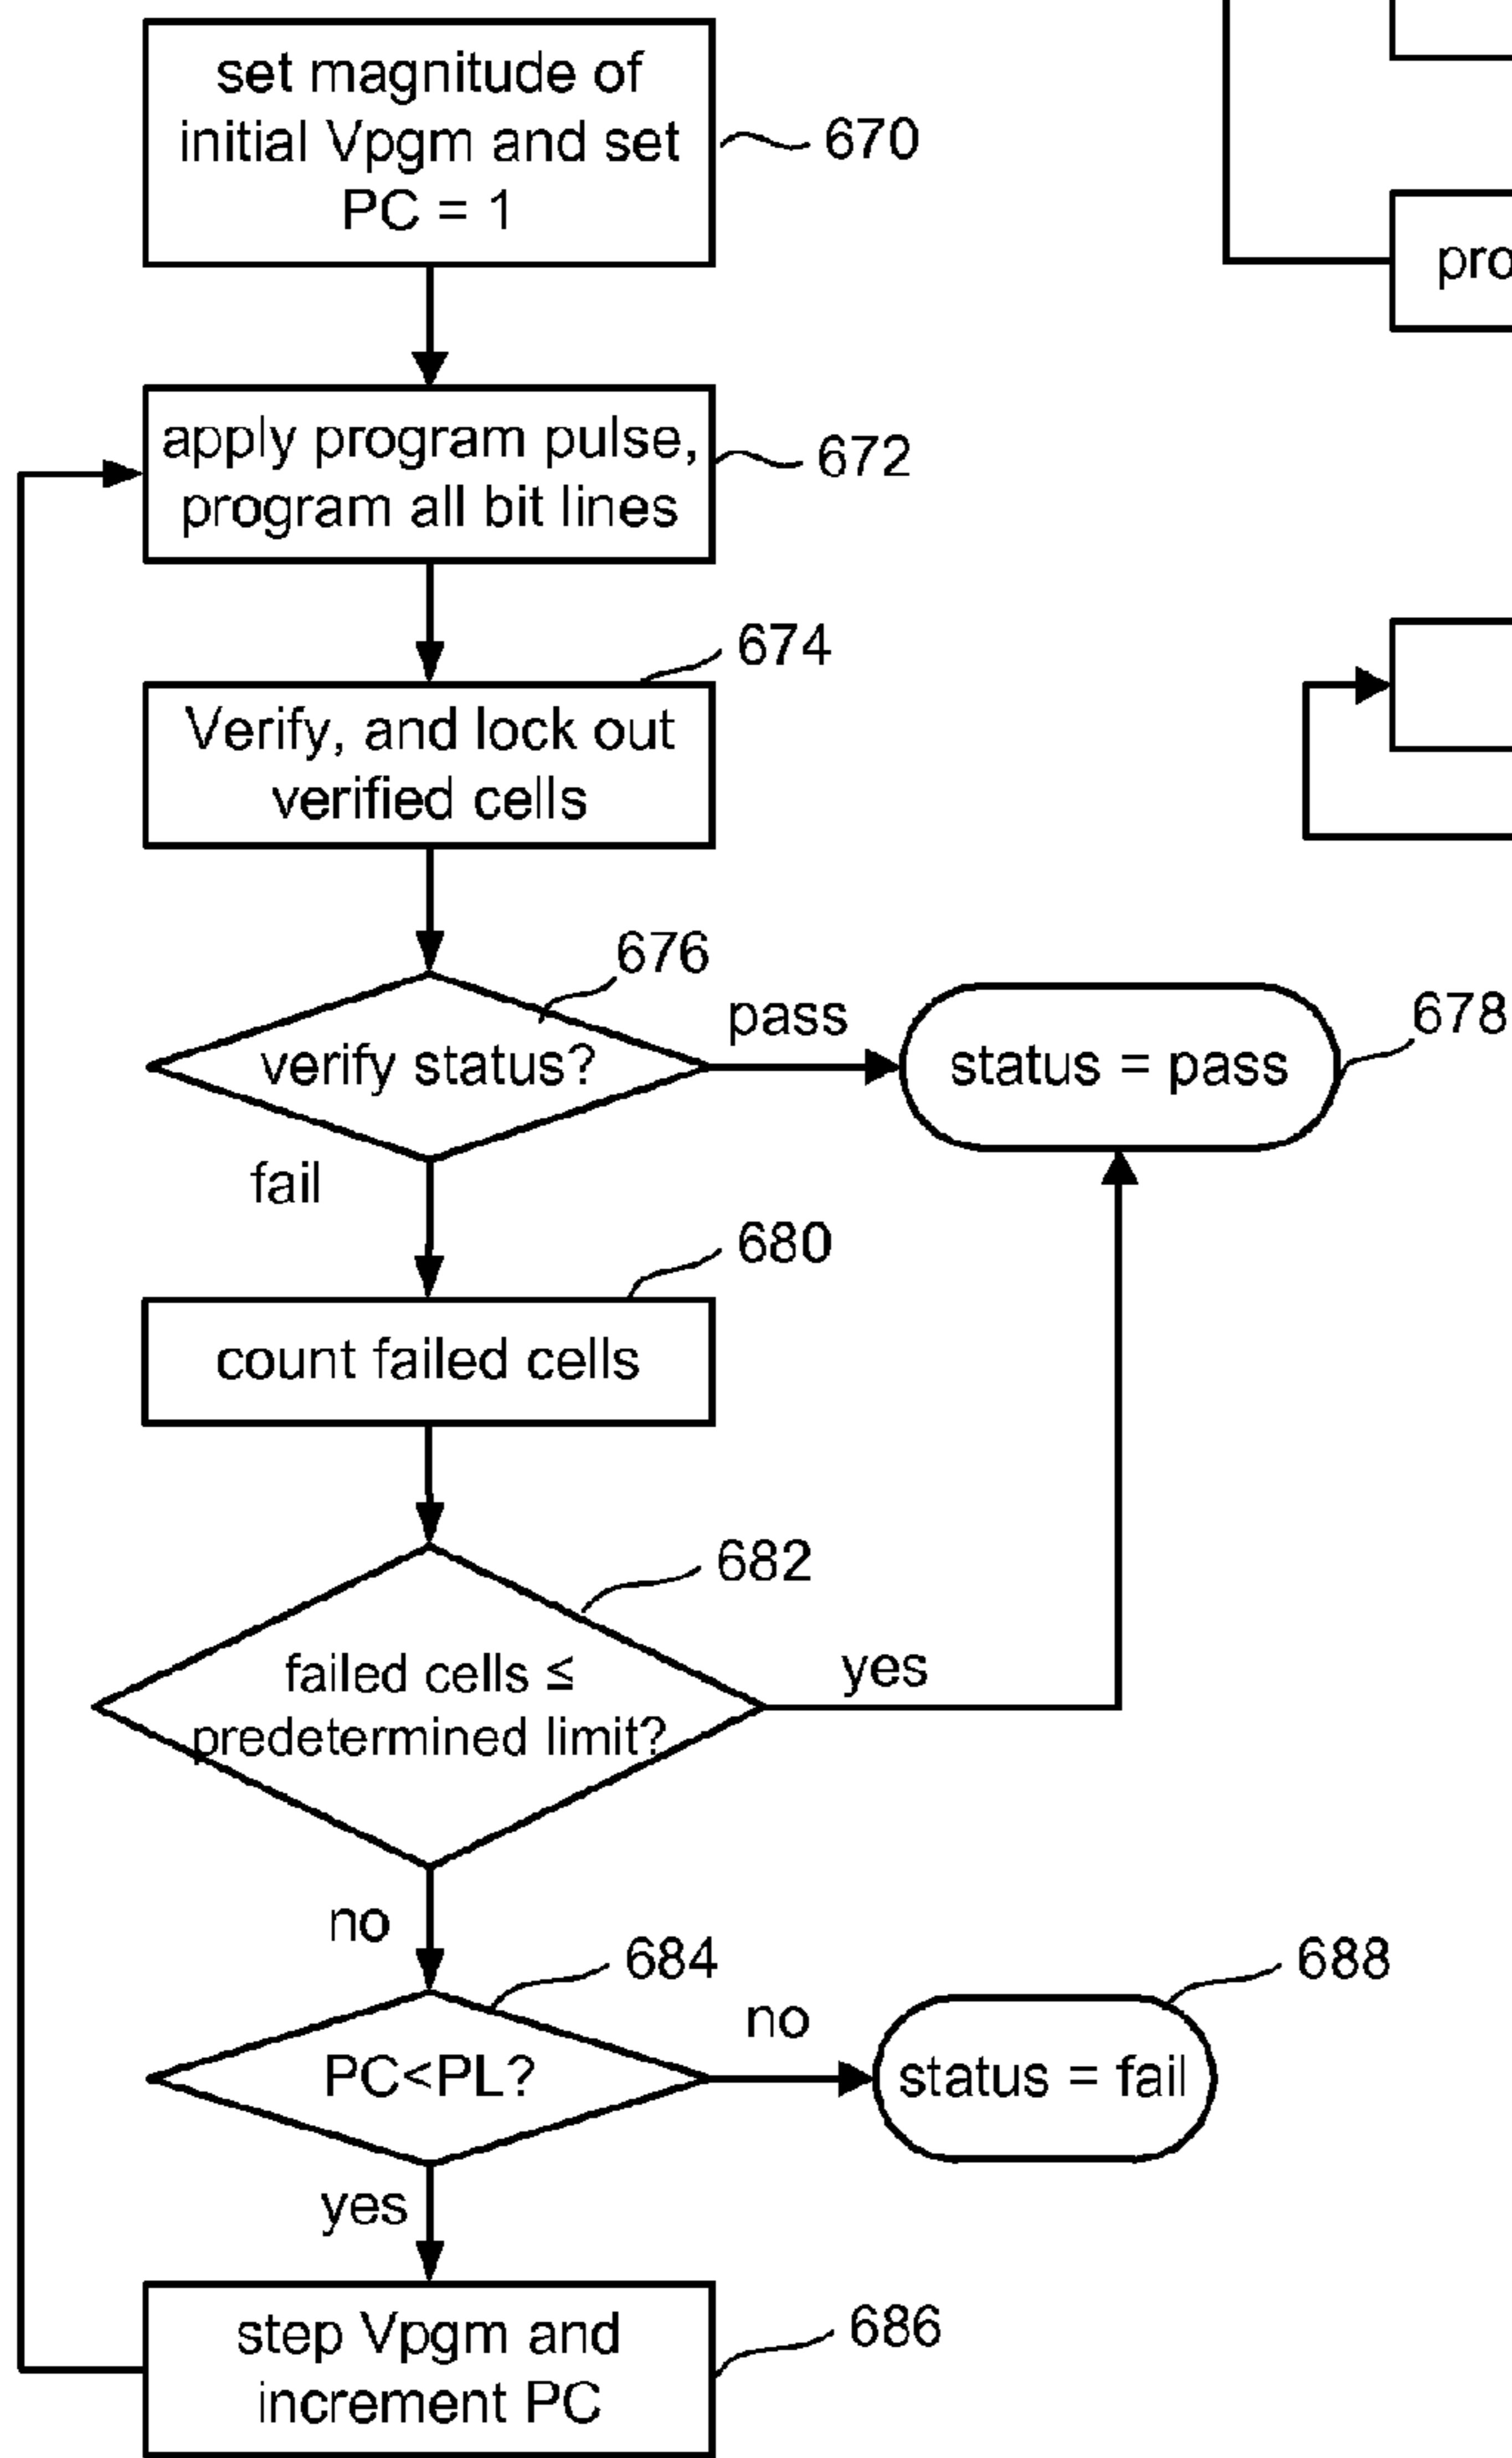 set magnitude of
initial Vpgm and set
PC = 1
670
pro
apply program pulse,
program all bit lines
672
674
Verify, and lock out
verified cells
676
verify status?
pass
status = pass
678
fail
680
count failed cells
682
failed cells ≤
predetermined limit?
yes
no
684
PC<PL?
no
status = fail
688
yes
step Vpgm and
increment PC
686